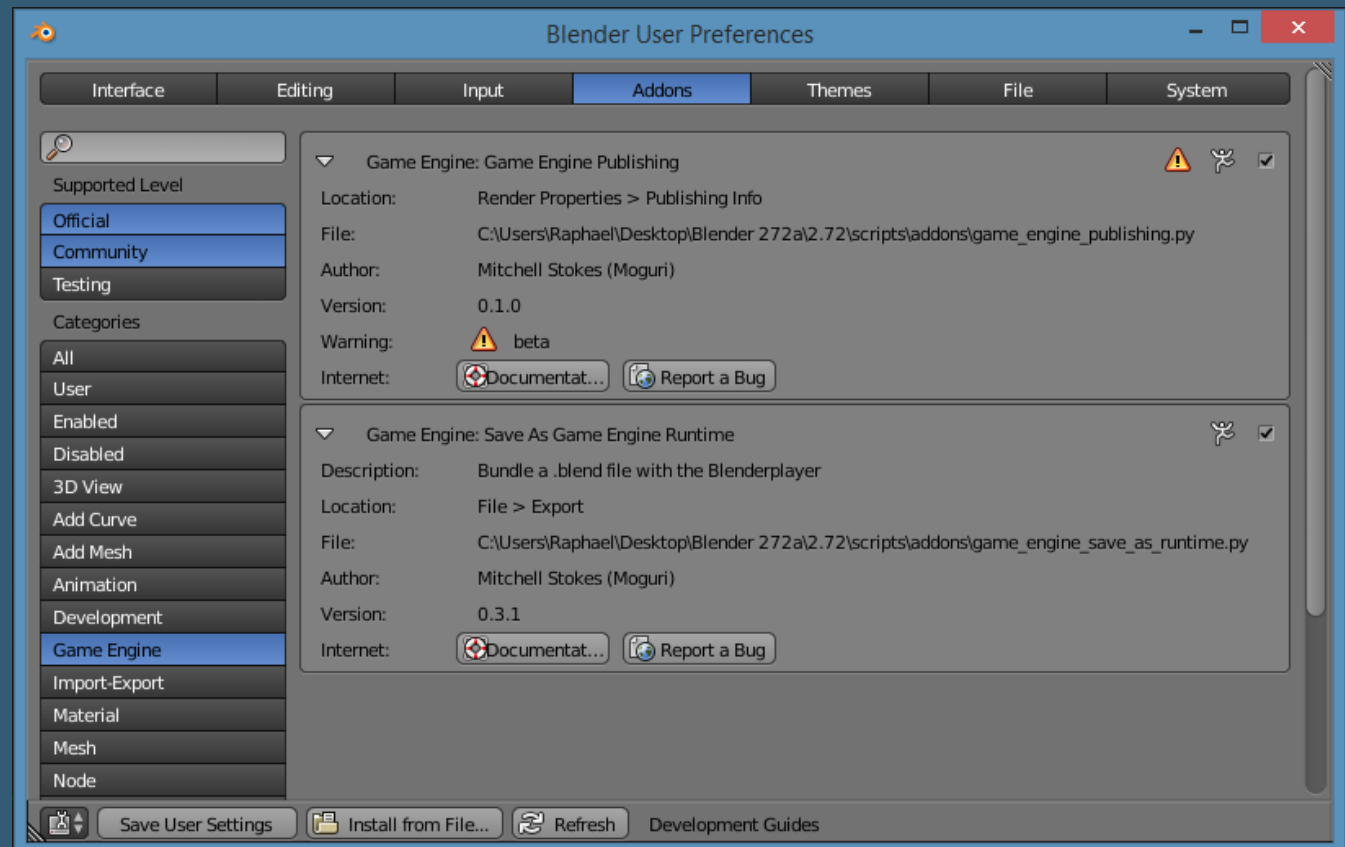 Blender User Preferences
Interface Editing Input Addons Themes File System
Supported Level
Official
Community
Testing
Categories
All
User
Enabled
Disabled
3D View
Add Curve
Add Mesh
Animation
Development
Game Engine
Import-Export
Material
Mesh
Node
Game Engine: Game Engine Publishing
Location: Render Properties > Publishing Info
File: C:\Users\Raphael\Desktop\Blender 272a\2.72\scripts\addons\game_engine_publishing.py
Author: Mitchell Stokes (Moguri)
Version: 0.1.0
Warning: beta
Internet: Documentat... Report a Bug
Game Engine: Save As Game Engine Runtime
Description: Bundle a .blend file with the Blenderplayer
Location: File > Export
File: C:\Users\Raphael\Desktop\Blender 272a\2.72\scripts\addons\game_engine_save_as_runtime.py
Author: Mitchell Stokes (Moguri)
Version: 0.3.1
Internet: Documentat... Report a Bug
Save User Settings Install from File... Refresh Development Guides